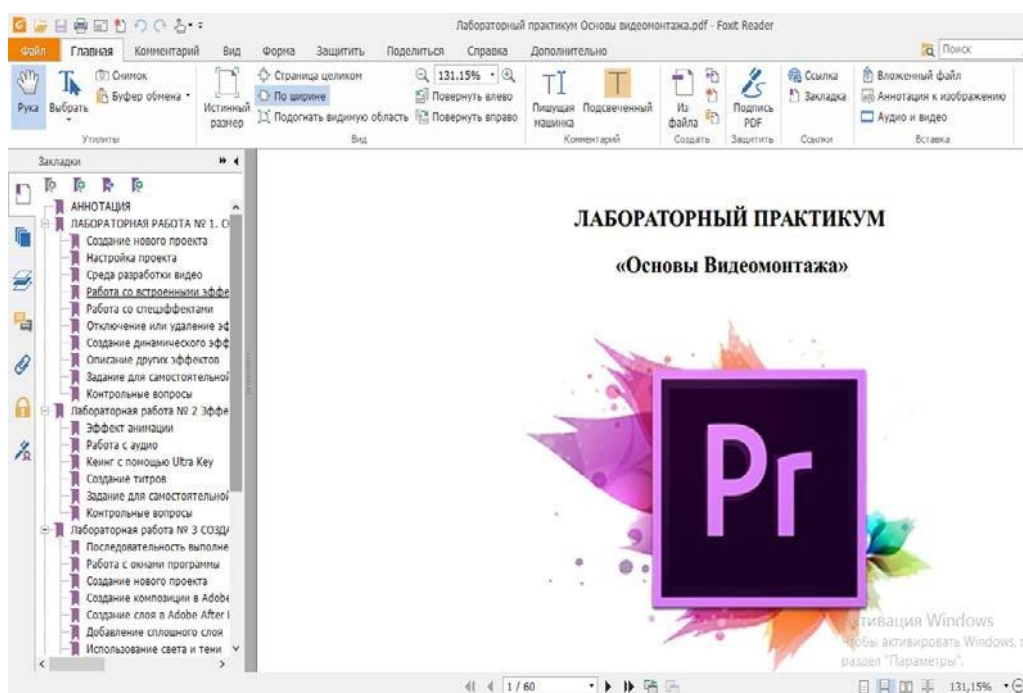 Лабораторный практикум Основы видеомонтажа.pdf - Foxit Reader
Файл Главная Комментарий Вид Форма Защитить Поделиться Справка Дополнительно Поиск
Рука
Выбрать
Снимок
Буфер обмена
Утилиты
Истинный размер
Страница целиком
По ширине
Подогнать видимую область
131,15%
Повернуть влево
Повернуть вправо
Вид
Пишущая машинка
Подсвеченный
Комментарий
Из файла
Создать
Подпись PDF
Защитить
Ссылка
Закладка
Ссылки
Вложенный файл
Аннотация к изображению
Аудио и видео
Вставка
Закладки
АННОТАЦИЯ
ЛАБОРАТОРНАЯ РАБОТА № 1. СО
Создание нового проекта
Настройка проекта
Среда разработки видео
Работа со встроенными эффе
Работа со спецэффектами
Отключение или удаление эф
Создание динамического эфф
Описание других эффектов
Задание для самостоятельной
Контрольные вопросы
Лабораторная работа № 2 Эффе
Эффект анимации
Работа с аудио
Кеинг с помощью Ultra Key
Создание титров
Задание для самостоятельной
Контрольные вопросы
Лабораторная работа № 3 СОЗДА
Последовательность выполне
Работа с окнами программы
Создание нового проекта
Создание композиции в Adobe
Создание слоя в Adobe After
Добавление сплошного слоя
Использование света и тени
ЛАБОРАТОРНЫЙ ПРАКТИКУМ
«Основы Видеомонтажа»
Pr
Активация Windows
Чтобы активировать Windows,
раздел "Параметры".
1 / 60
131,15%